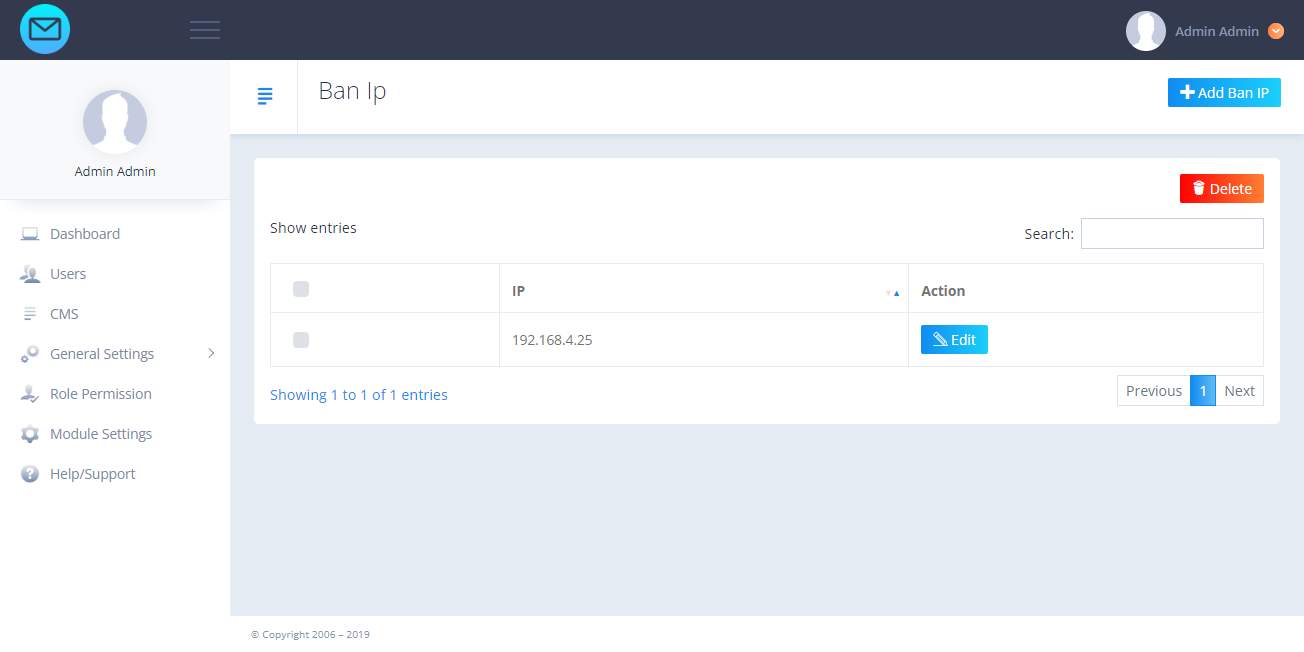 Admin Admin
Ban Ip
Add Ban IP
Admin Admin
Dashboard
Users
CMS
General Settings
Role Permission
Module Settings
Help/Support
Delete
Show entries
Search:
IP Action
192.168.4.25 Edit
Showing 1 to 1 of 1 entries
Previous 1 Next
© Copyright 2006 – 2019